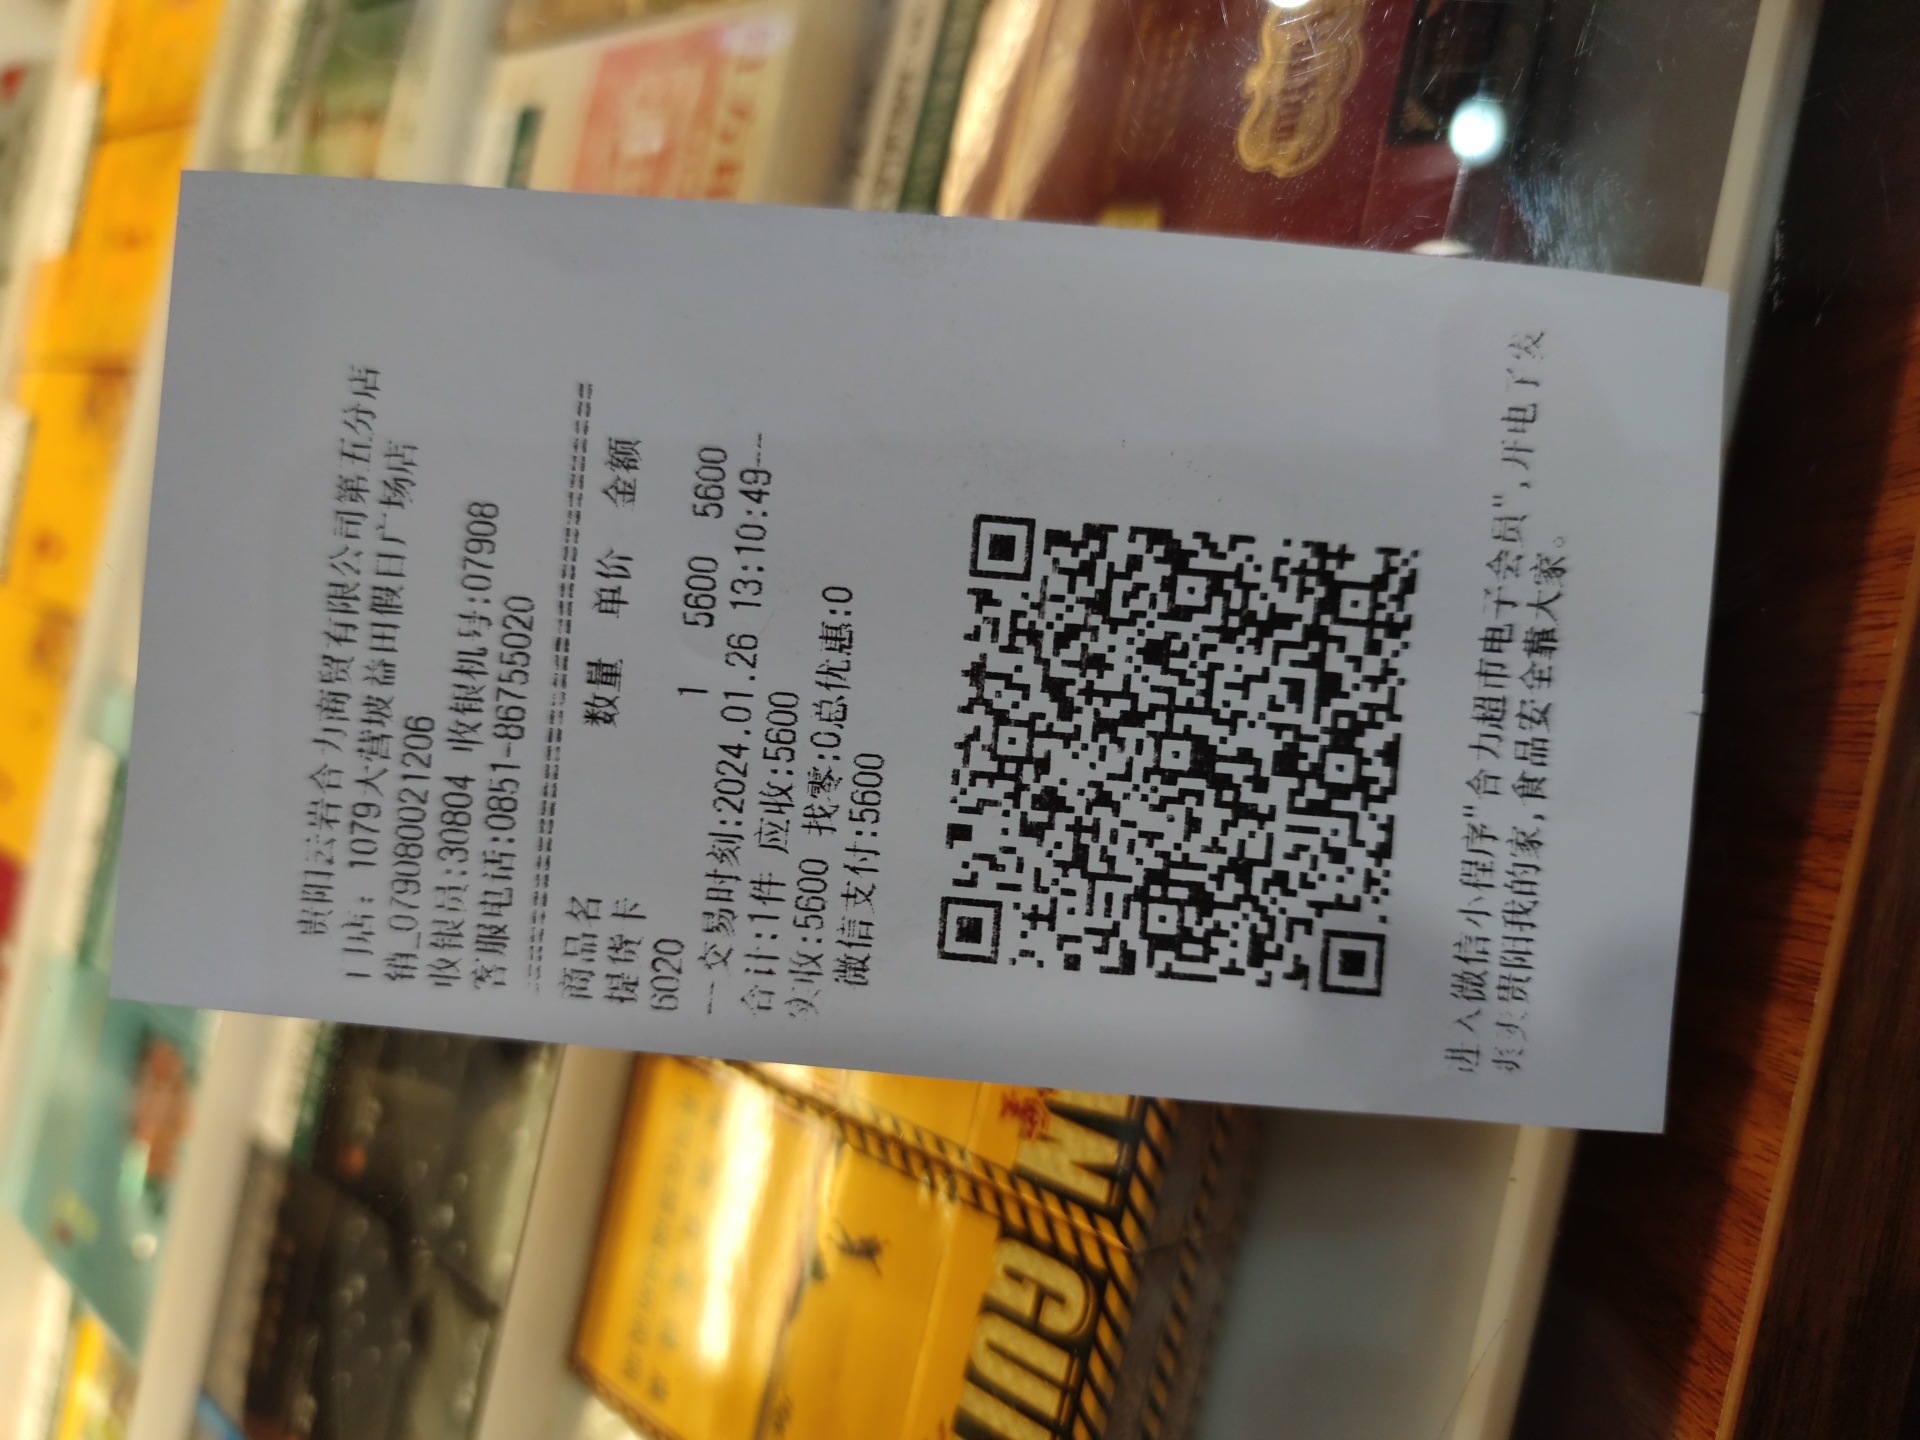 贵阳云岩合力商贸有限公司第五分店
门店: 1079大营坡益田假日广场店
销_079080021206
收银员:30804 收银机号:07908
客服电话:0851-86755020
商品名 数量 单价 金额
提货卡
6020 1 5600 5600
---交易时刻:2024.01.26 13:10:49---
合计:1件 应收:5600
实收:5600 找零:0总优惠:0
微信支付:5600
进入微信小程序"合力超市电子会员",开电子发
爽爽贵阳我的家,食品安全靠大家。
GUI